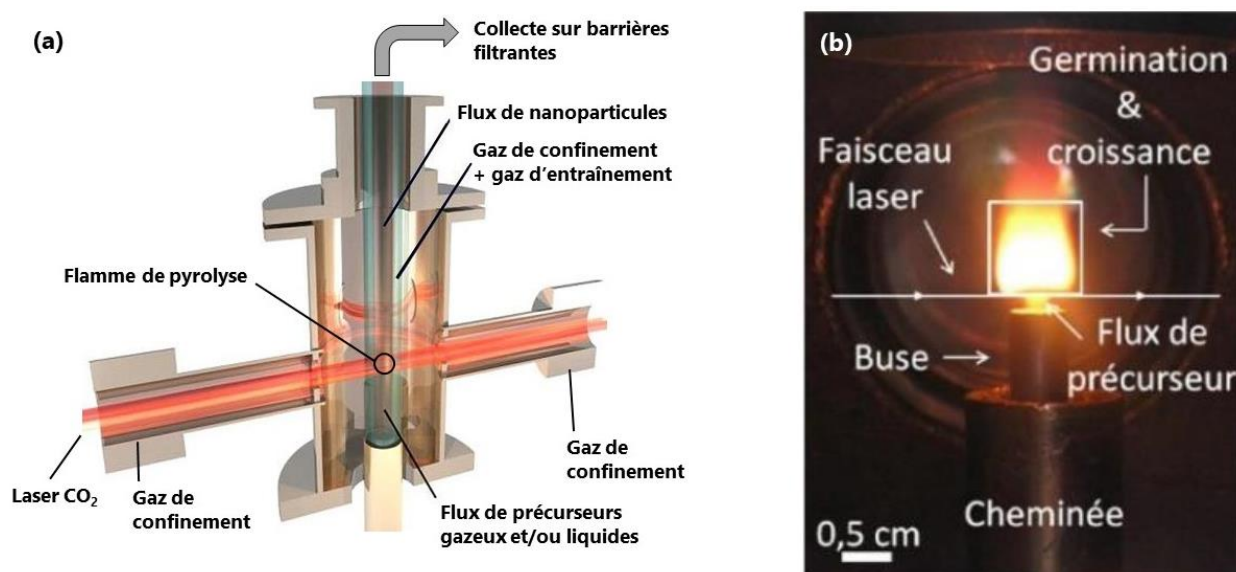 (a)
Collecte sur barrières
filtrantes
Flux de nanoparticules
Gaz de confinement
+ gaz d'entraînement
Flamme de pyrolyse
Laser CO₂
Gaz de
confinement
Flux de précurseurs
gazeux et/ou liquides
Gaz de
confinement
(b)
Germination
&
croissance
Faisceau
laser
Buse
Flux de
précurseur
Cheminée
0,5 cm